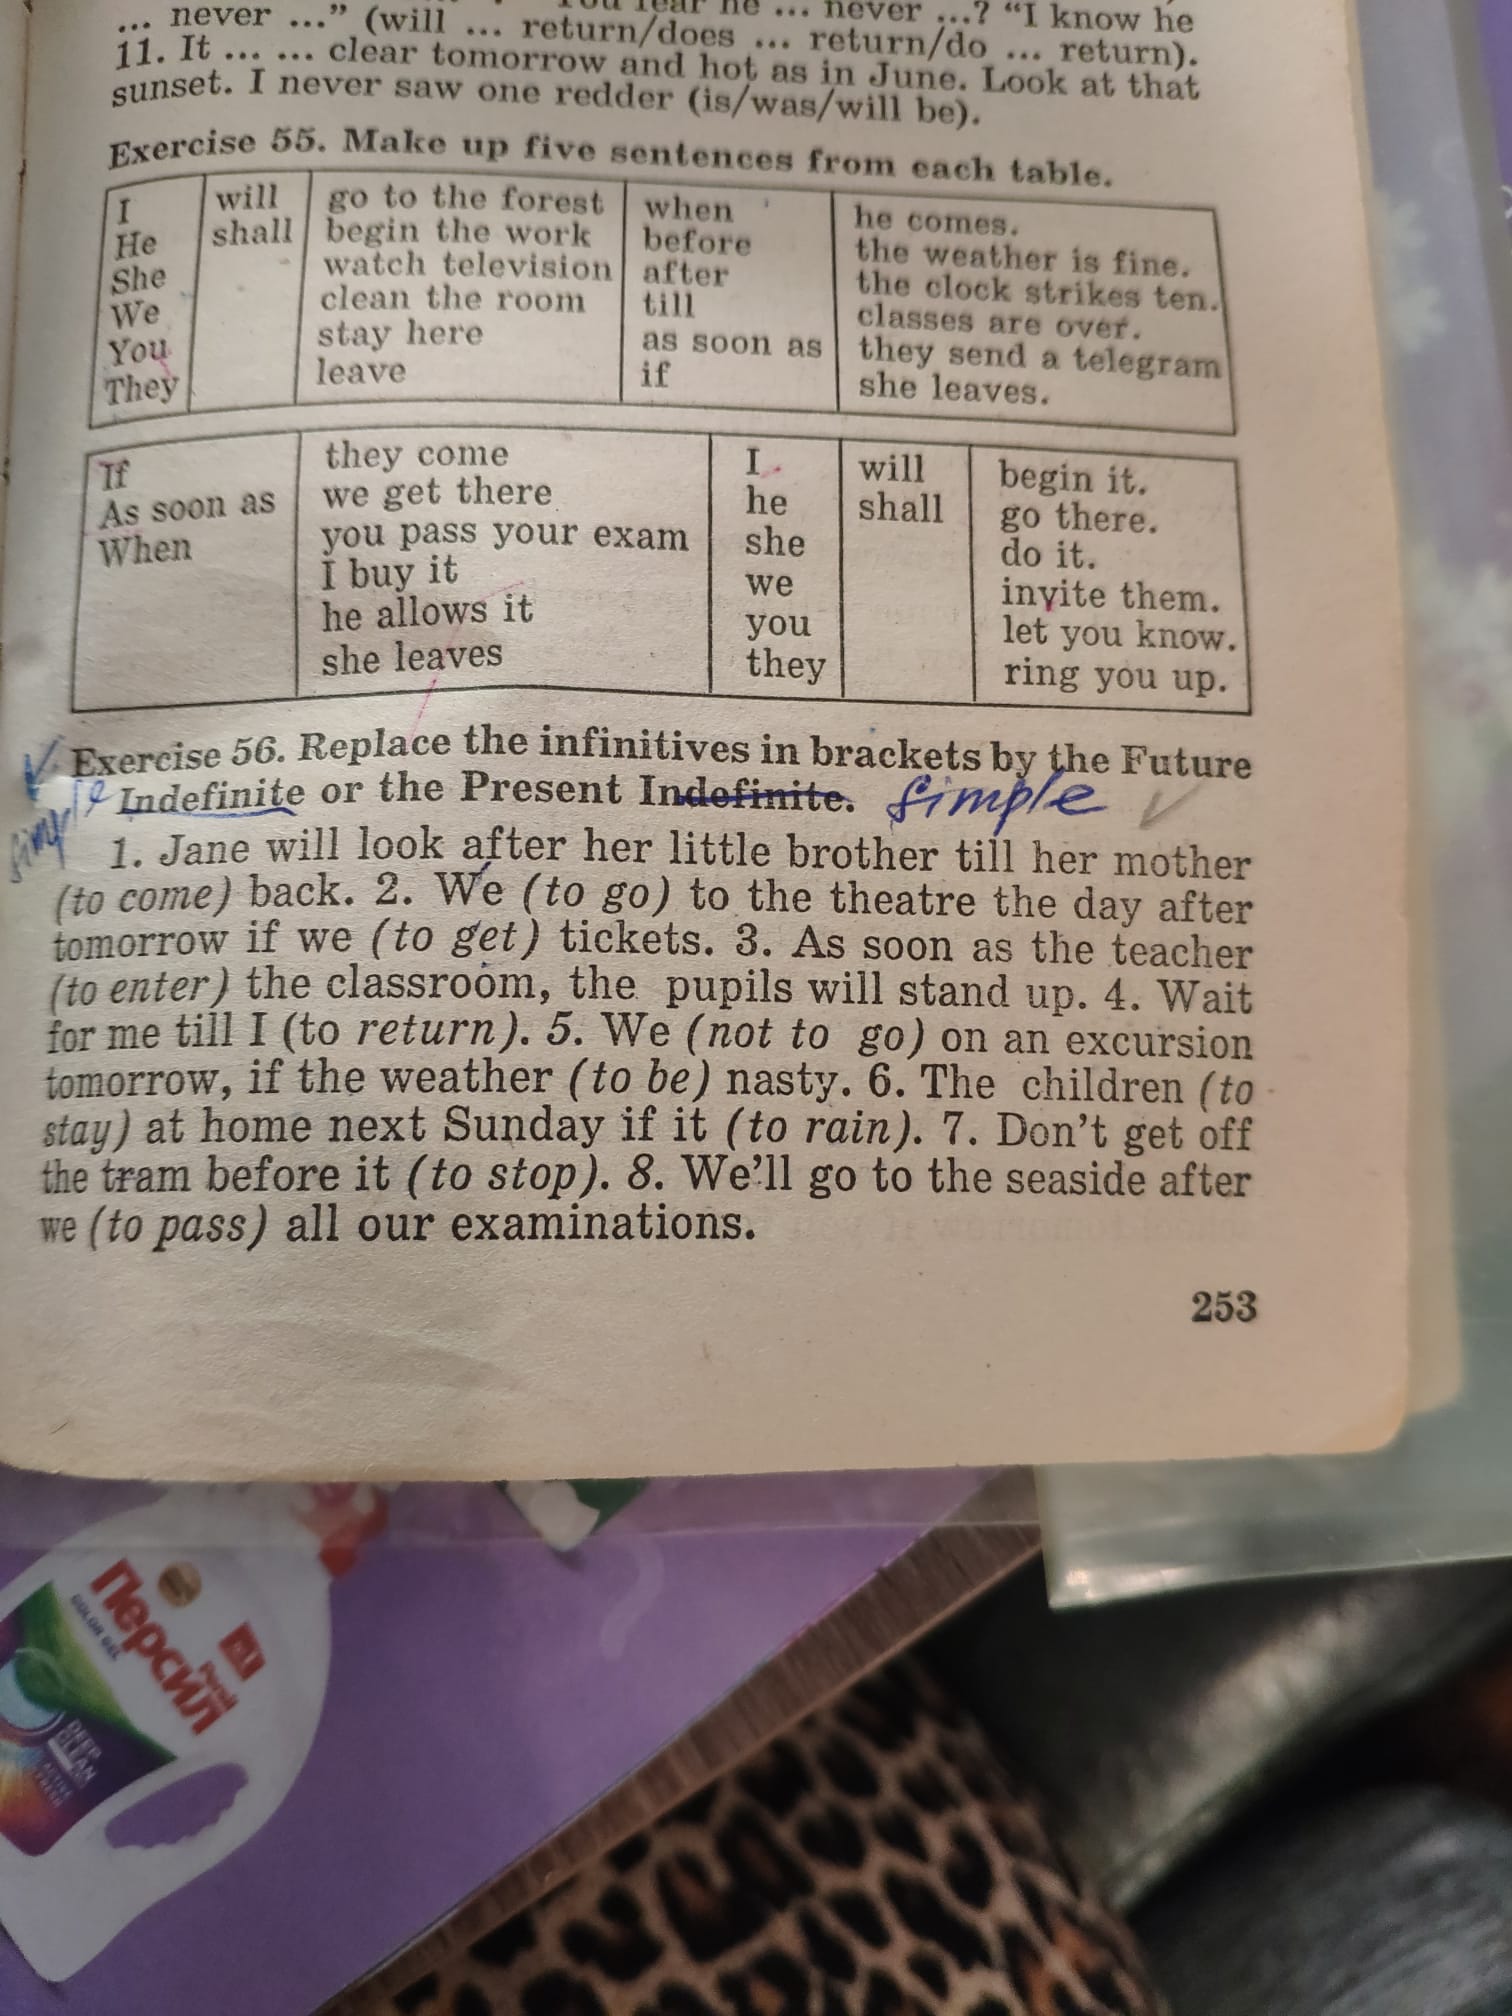 ... never ...” (will ... return/does ... return/do ... return).
never ...? “I know he
11. It ... ... clear tomorrow and hot as in June. Look at that
sunset. I never saw one redder (is/was/will be).
Exercise 55. Make up five sentences from each table.
I will go to the forest when he comes.
He shall begin the work before the weather is fine.
She watch television after the clock strikes ten.
We clean the room till classes are over.
You stay here as soon as they send a telegram
They leave if she leaves.
If they come I will begin it.
As soon as we get there he shall go there.
When you pass your exam she do it.
I buy it we invite them.
he allows it you let you know.
she leaves they ring you up.
Exercise 56. Replace the infinitives in brackets by the Future
Indefinite or the Present Indefinite. Simple
Simple
1. Jane will look after her little brother till her mother
(to come) back. 2. We (to go) to the theatre the day after
tomorrow if we (to get) tickets. 3. As soon as the teacher
(to enter) the classroom, the pupils will stand up. 4. Wait
for me till I (to return). 5. We (not to go) on an excursion
tomorrow, if the weather (to be) nasty. 6. The children (to
stay) at home next Sunday if it (to rain). 7. Don’t get off
the tram before it (to stop). 8. We’ll go to the seaside after
we (to pass) all our examinations.
253
Персил
COLOR GEL
DEEP
CLEAN